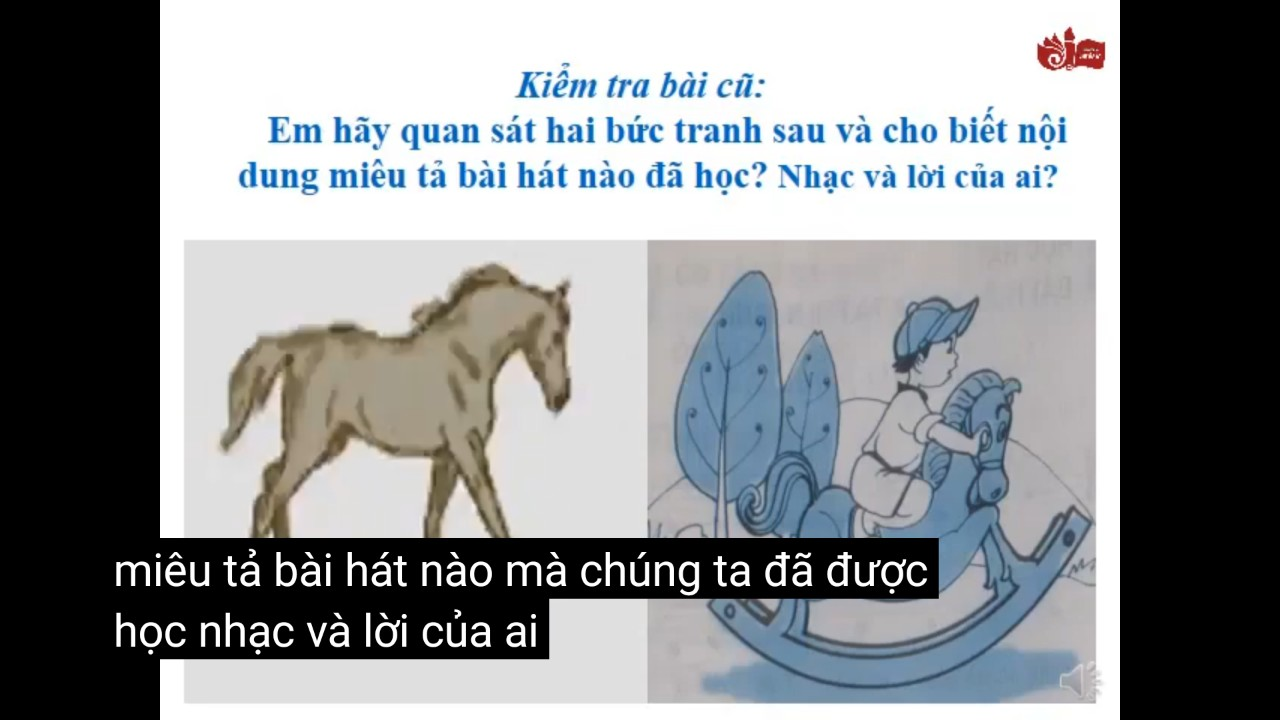 Kiểm tra bài cũ:
Em hãy quan sát hai bức tranh sau và cho biết nội
dung miêu tả bài hát nào đã học? Nhạc và lời của ai?
miêu tả bài hát nào mà chúng ta đã được
học nhạc và lời của ai